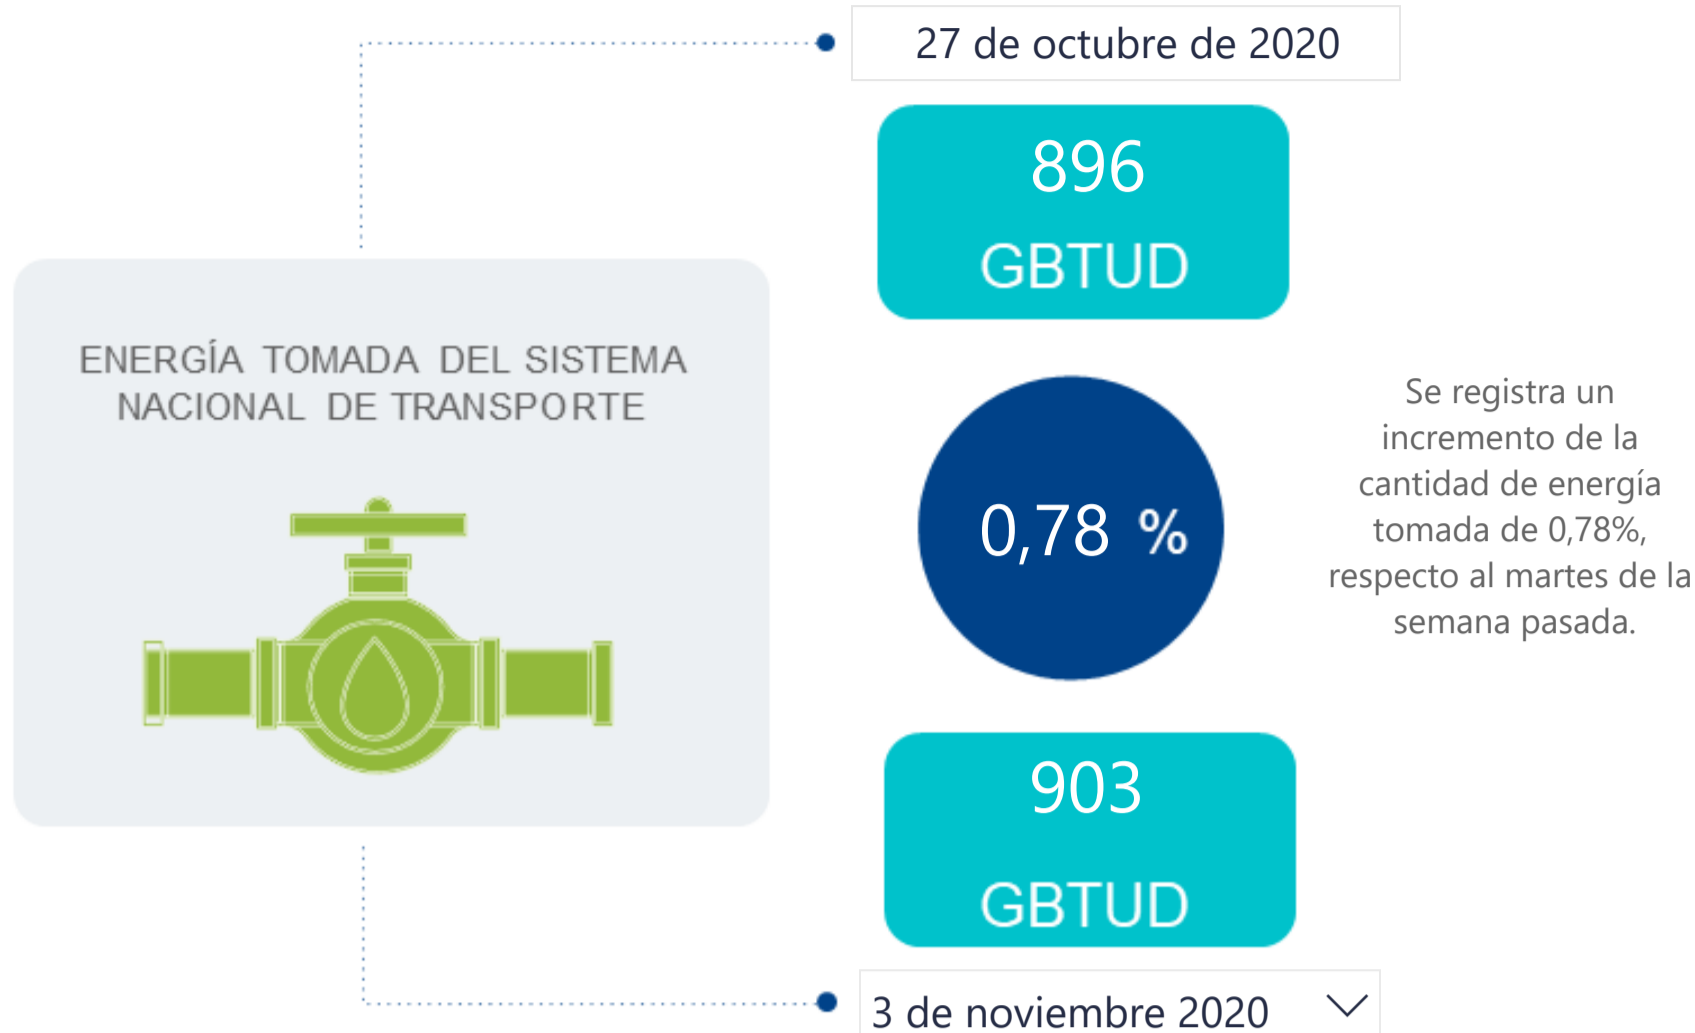 27 de octubre de 2020
896
GBTUD
ENERGÍA TOMADA DEL SISTEMA
NACIONAL DE TRANSPORTE
0,78 %
Se registra un
incremento de la
cantidad de energía
tomada de 0,78%,
respecto al martes de la
semana pasada.
903
GBTUD
3 de noviembre 2020